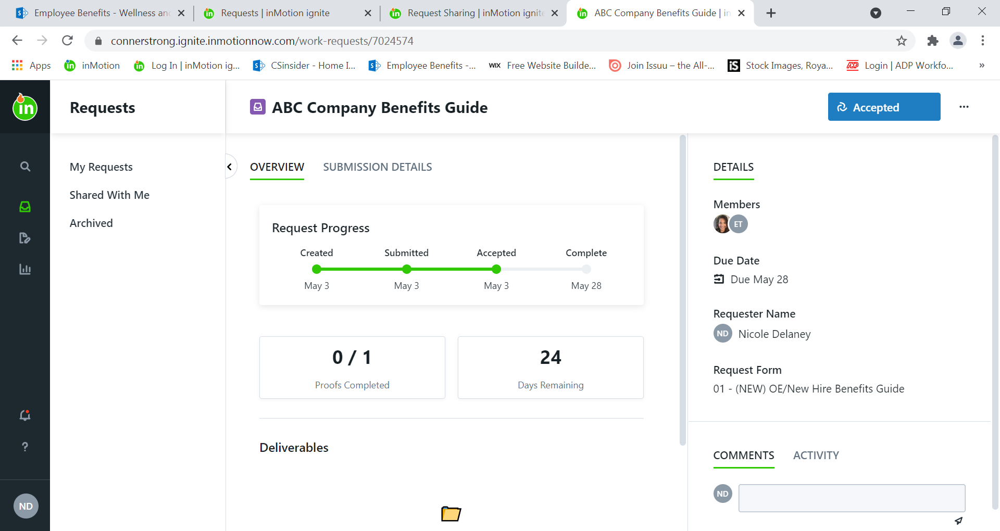 Employee Benefits - Wellness an
Requests | inMotion ignite
Request Sharing | inMotion ignite
ABC Company Benefits Guide | in
connerstrong.ignite.inmotionnow.com/work-requests/7024574
Apps
inMotion
Log In | inMotion ig...
CSinsider - Home I...
Employee Benefits -...
WIX
Free Website Builde...
Join Issuu – the All-...
iS
Stock Images, Roya...
ADP
Login | ADP Workfo...
»
in
Requests
ABC Company Benefits Guide
Accepted
My Requests
Shared With Me
Archived
OVERVIEW
SUBMISSION DETAILS
Request Progress
Created
Submitted
Accepted
Complete
May 3
May 3
May 3
May 28
0 / 1
Proofs Completed
24
Days Remaining
Deliverables
DETAILS
Members
ET
Due Date
Due May 28
Requester Name
ND
Nicole Delaney
Request Form
01 - (NEW) OE/New Hire Benefits Guide
COMMENTS
ACTIVITY
ND
?
ND